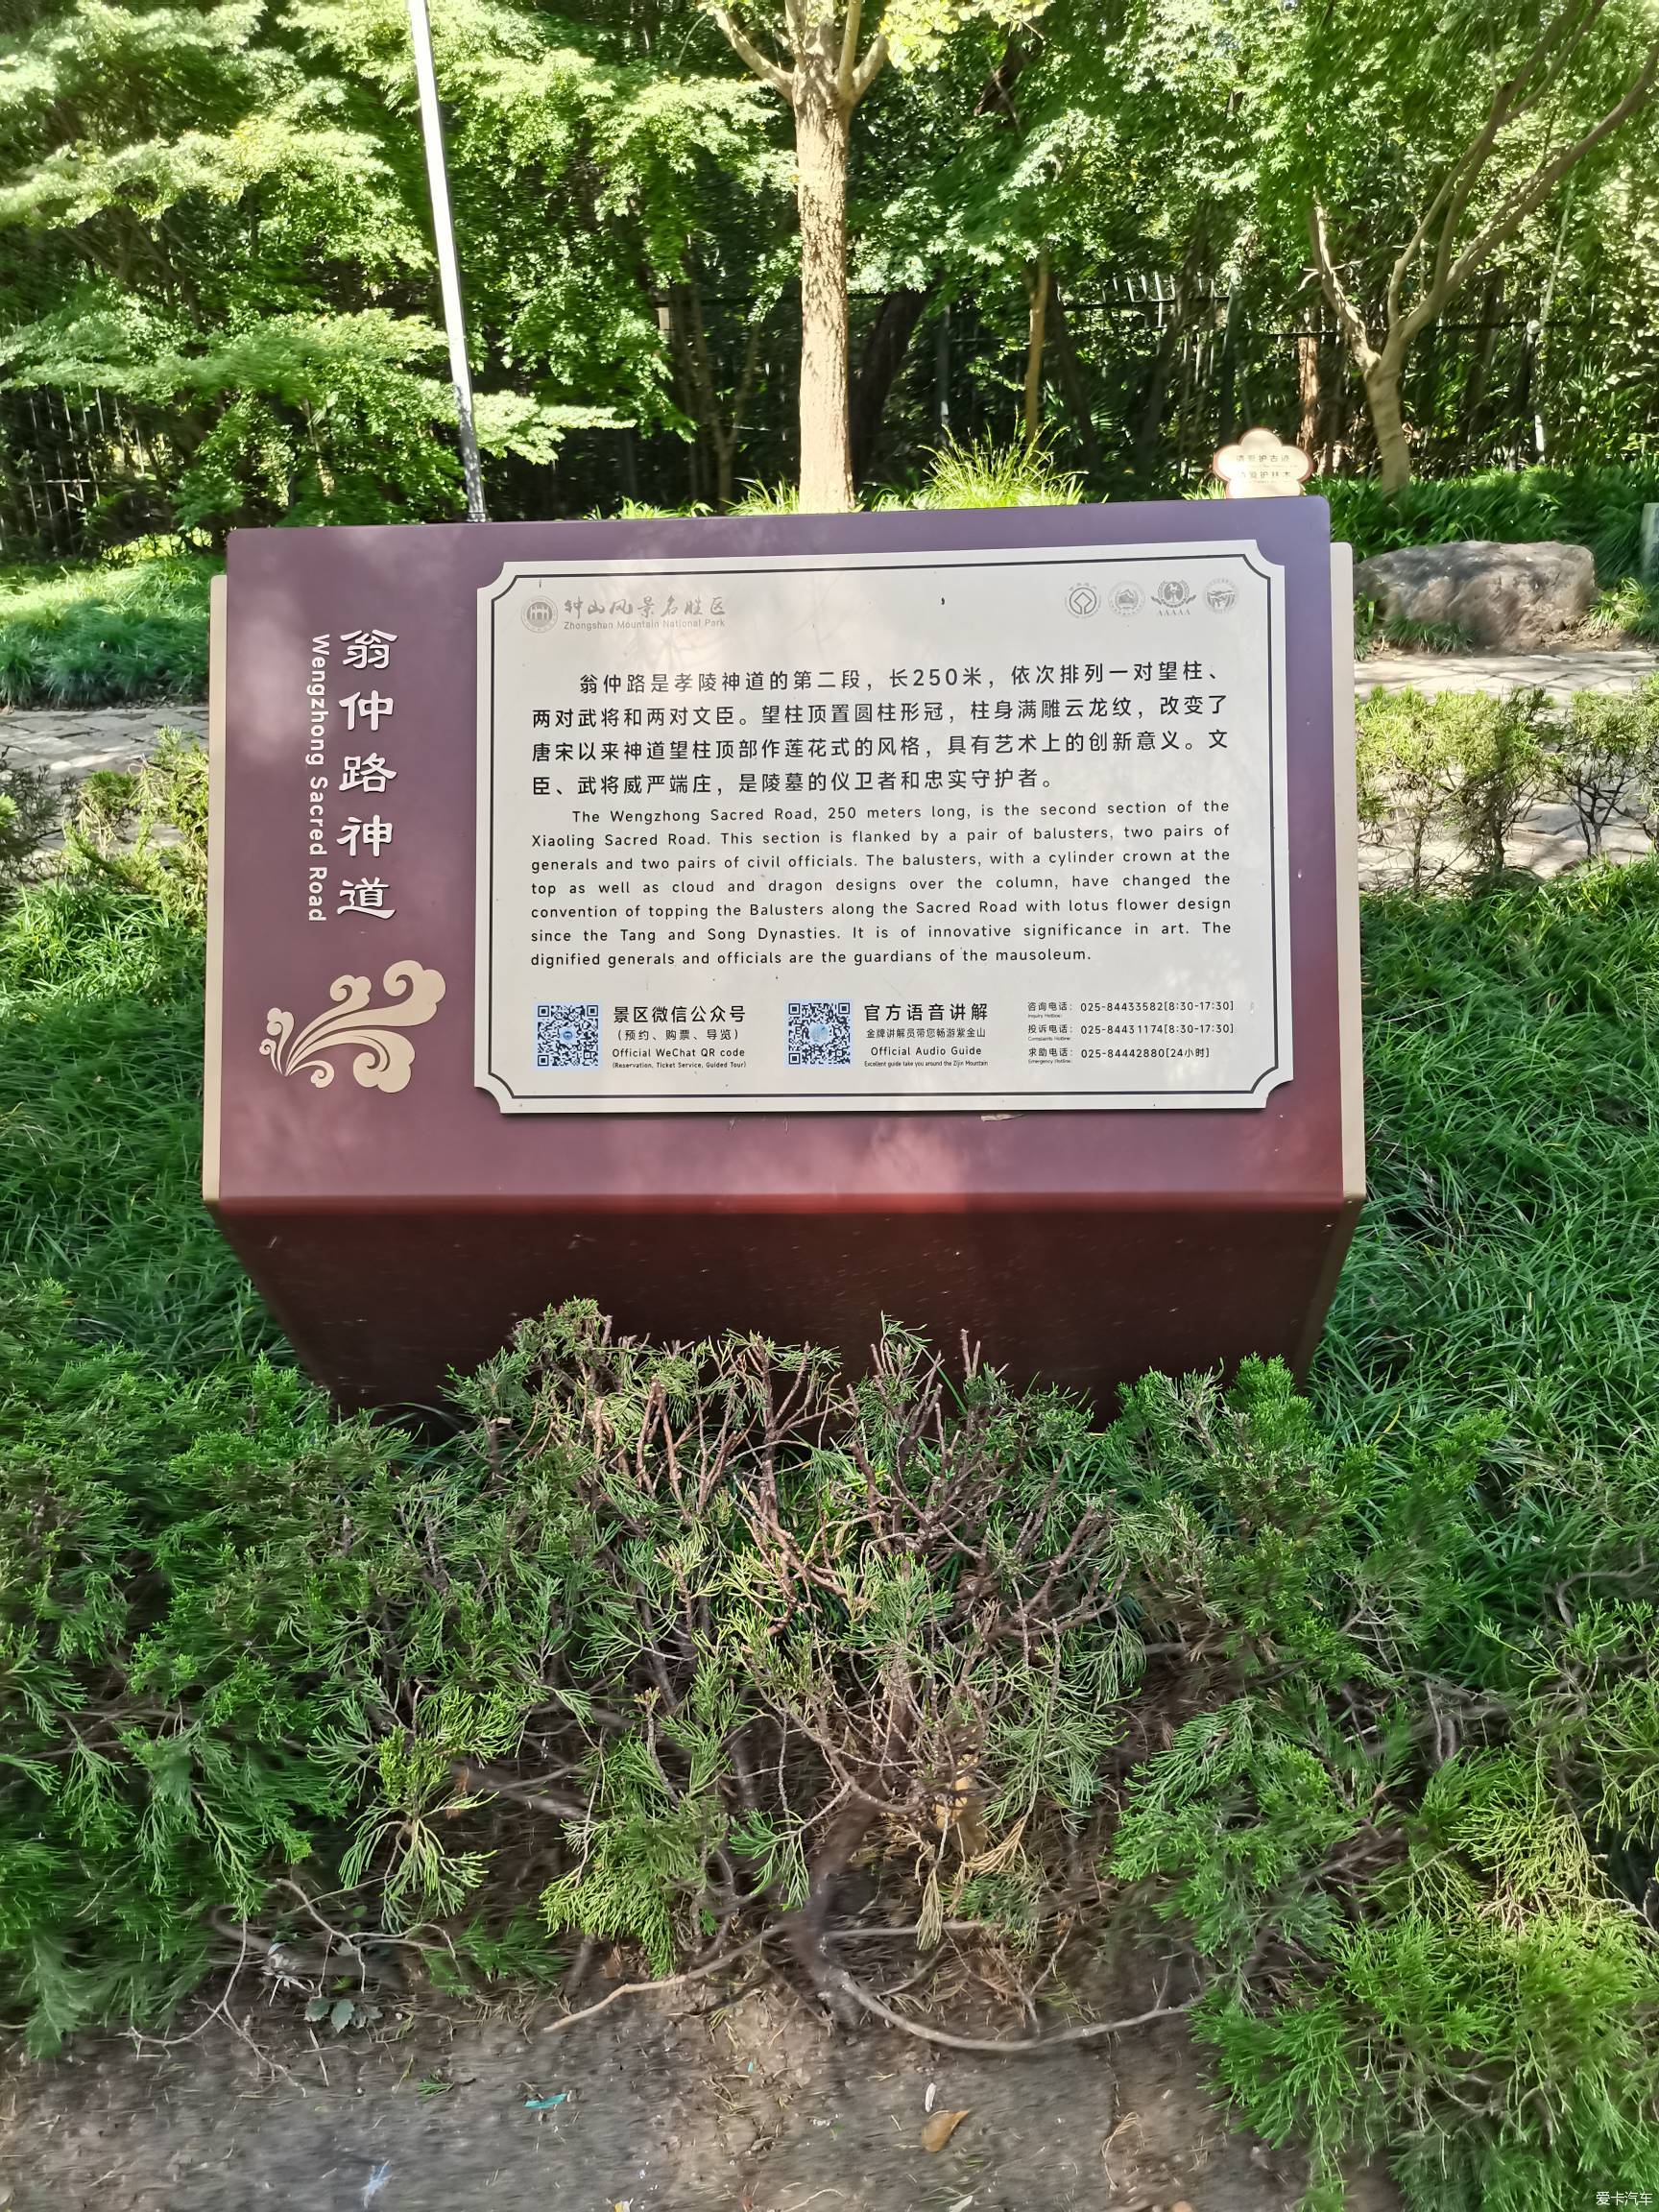 请爱护古迹
翁仲路神道
Wengzhong Sacred Road
钟山风景名胜区
Zhongshan Mountain National Park
AAAAA
翁仲路是孝陵神道的第二段，长250米，依次排列一对望柱、
两对武将和两对文臣。望柱顶置圆柱形冠，柱身满雕云龙纹，改变了
唐宋以来神道望柱顶部作莲花式的风格，具有艺术上的创新意义。文
臣、武将威严端庄，是陵墓的仪卫者和忠实守护者。
The Wengzhong Sacred Road, 250 meters long, is the second section of the
Xiaoling Sacred Road. This section is flanked by a pair of balusters, two pairs of
generals and two pairs of civil officials. The balusters, with a cylinder crown at the
top as well as cloud and dragon designs over the column, have changed the
convention of topping the Balusters along the Sacred Road with lotus flower design
since the Tang and Song Dynasties. It is of innovative significance in art. The
dignified generals and officials are the guardians of the mausoleum.
景区微信公众号
(预约、购票、导览)
Official WeChat QR code
(Reservation, Ticket Service, Guided Tour)
官方语音讲解
金牌讲解员带您畅游紫金山
Official Audio Guide
Excellent guide take you around the Zijin Mountain
咨询电话： 025-84433582[8:30-17:30]
Inquiry Hotline:
投诉电话： 025-84431174[8:30-17:30]
Complaints Hotline:
求助电话： 025-84442880[24小时]
Emergency Hotline:
爱卡汽车